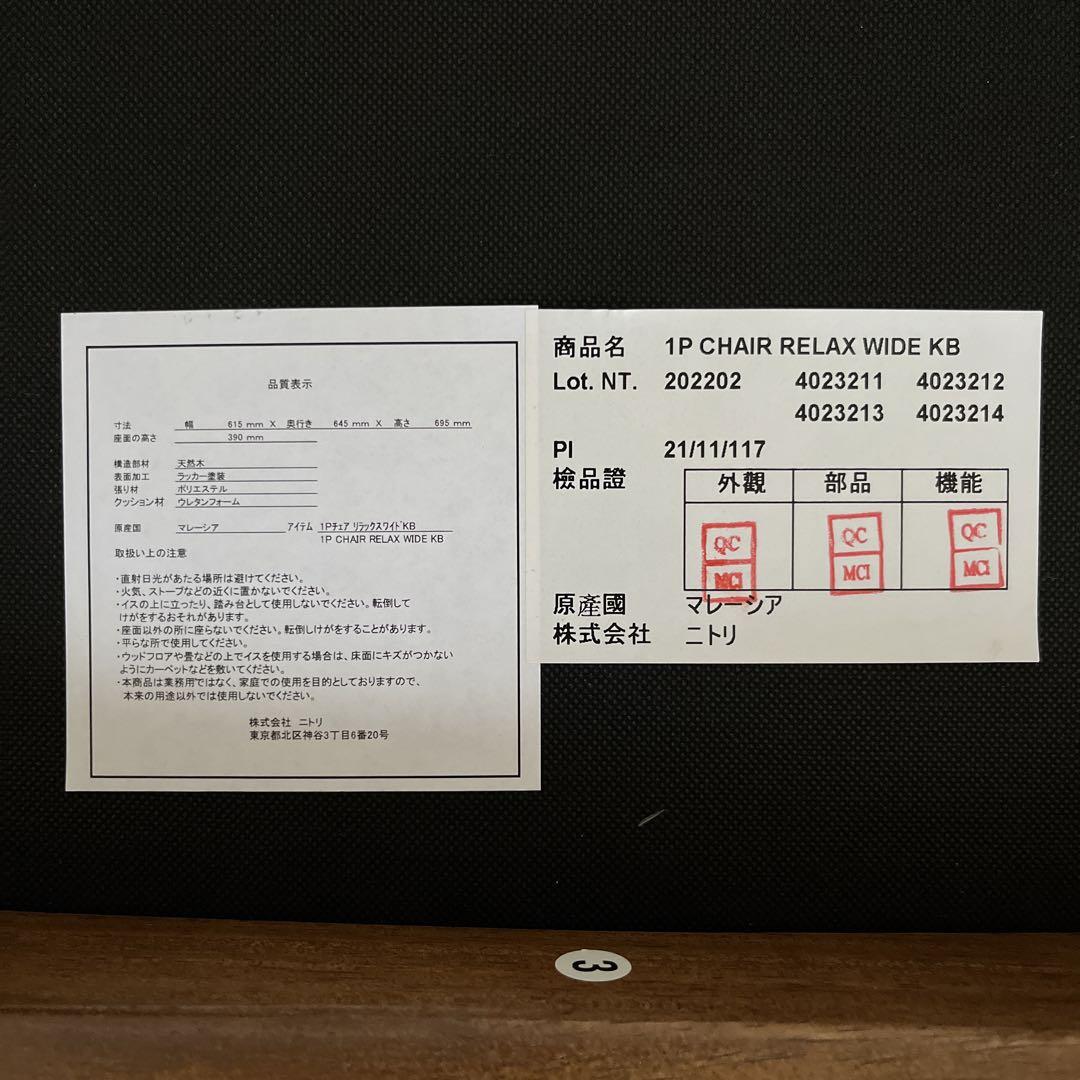 品質表示
寸法 幅 615 mm X 奥行き 645 mm X 高さ 695 mm
座面の高さ 390 mm
構造部材 天然木
表面加工 ラッカー塗装
張り材 ポリエステル
クッション材 ウレタンフォーム
原産国 マレーシア アイテム 1Pチェア リラックスワイドKB
1P CHAIR RELAX WIDE KB
取扱い上の注意
・直射日光があたる場所は避けてください。
・火気、ストーブなどの近くに置かないでください。
・イスの上に立ったり、踏み台として使用しないでください。転倒して
けがをするおそれがあります。
・座面以外の所に座らないでください。転倒しけがをすることがあります。
・平らな所で使用してください。
・ウッドフロアや畳などの上でイスを使用する場合は、床面にキズがつかない
ようにカーペットなどを敷いてください。
・本商品は業務用ではなく、家庭での使用を目的としておりますので、
本来の用途以外では使用しないでください。
株式会社 ニトリ
東京都北区神谷3丁目6番20号
商品名 1P CHAIR RELAX WIDE KB
Lot. NT. 202202 4023211 4023212
4023213 4023214
PI 21/11/117
檢品證 外觀 部品 機能
QC QC QC
MCI MCI MCI
原產國 マレーシア
株式会社 ニトリ
3